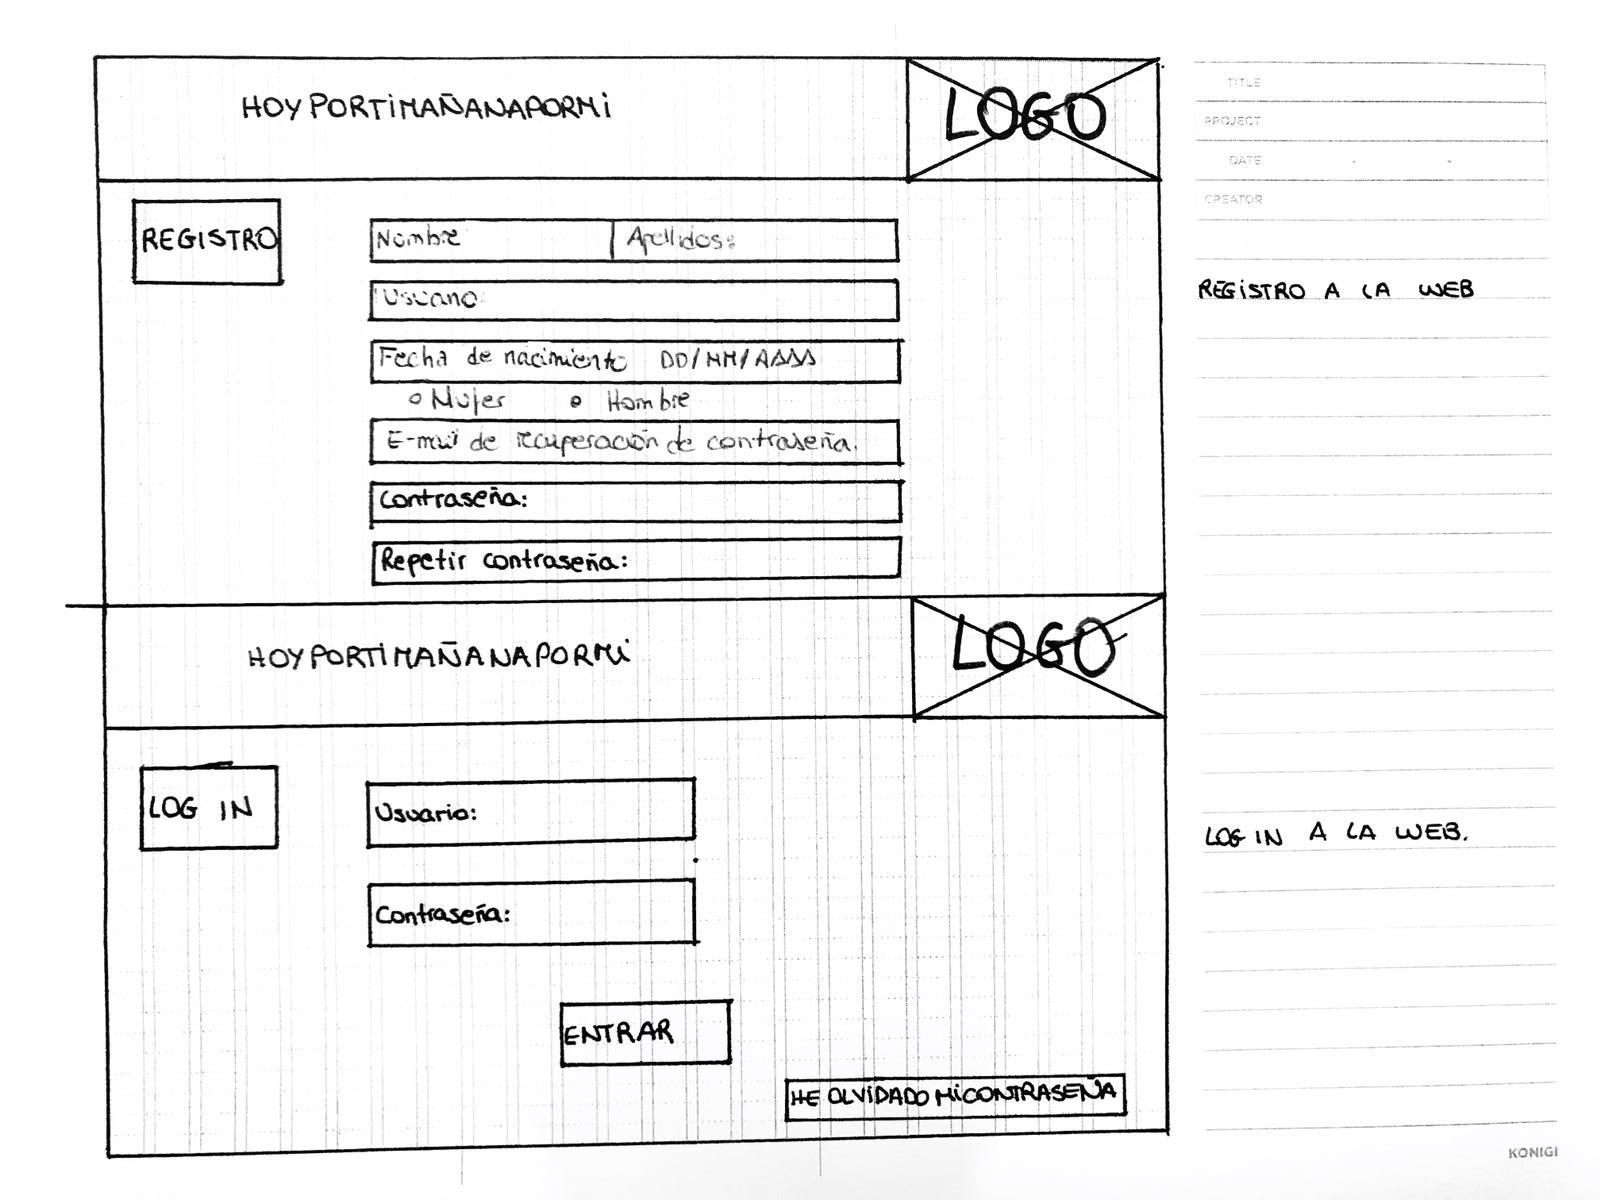 HOYPORTIMAÑANAPORMi
LOGO
TITLE
PROJECT
DATE
CREATOR
REGISTRO
Nombre
Apellidos:
Usuario
REGiSTRO A LA WEB
Fecha de nacimiento DD/MM/AAAA
Mujer
Hombre
E-mail de recuperación de contraseña.
Contraseña:
Repetir contraseña:
HOYPORTiMAÑANAPORMi
LOGO
LOG IN
Usuario:
LOG IN A LA WEB.
Contraseña:
ENTRAR
HE OLViDADO MiCONTRASEÑA
KONIGI